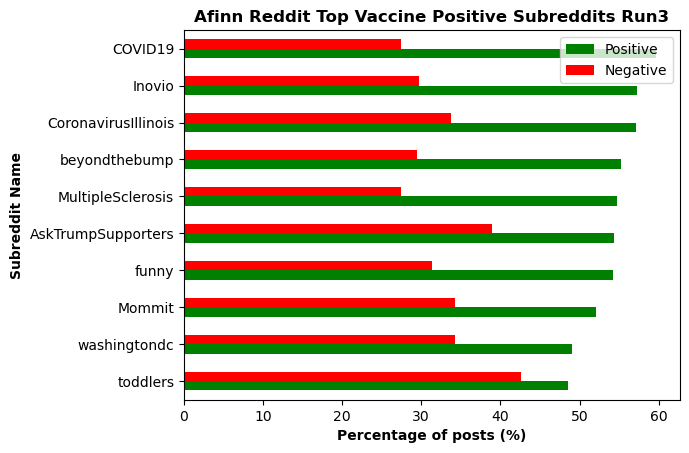 Afinn Reddit Top Vaccine Positive Subreddits Run3
Positive
Negative
COVID19
Inovio
CoronavirusIllinois
beyondthebump
MultipleSclerosis
AskTrumpSupporters
funny
Mommit
washingtondc
toddlers
Subreddit Name
0 10 20 30 40 50 60
Percentage of posts (%)